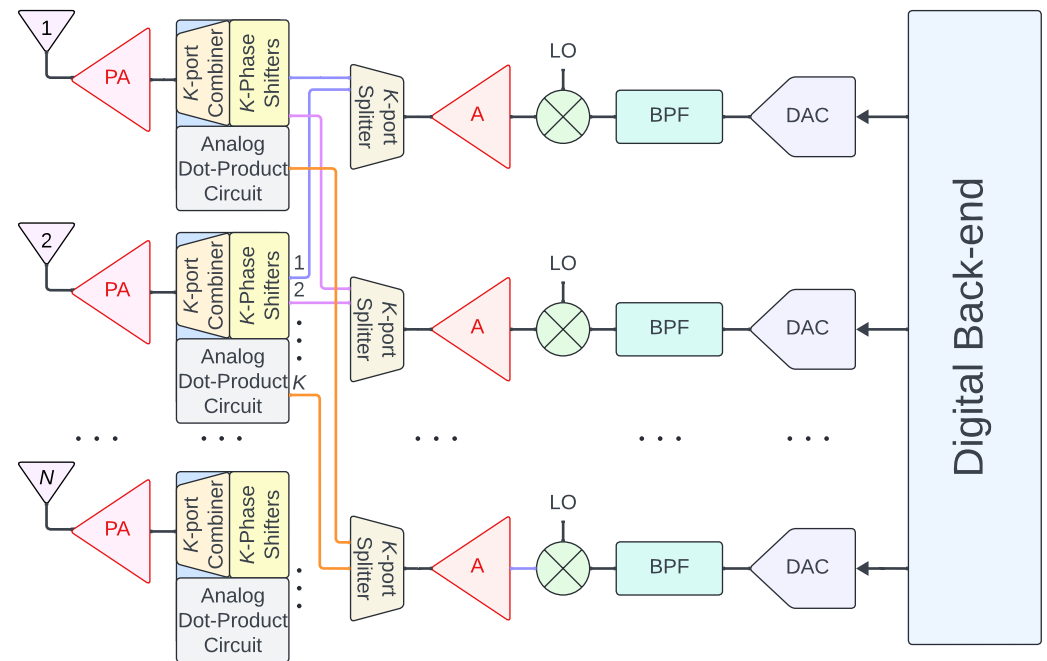 1
PA
K-port
Combiner
K-Phase
Shifters
Analog
Dot-Product
Circuit
K-port
Splitter
A
LO
BPF
DAC
2
PA
K-port
Combiner
K-Phase
Shifters
1
2
Analog
Dot-Product
Circuit
K
K-port
Splitter
A
LO
BPF
DAC
Digital Back-end
N
PA
K-port
Combiner
K-Phase
Shifters
Analog
Dot-Product
Circuit
K-port
Splitter
A
LO
BPF
DAC